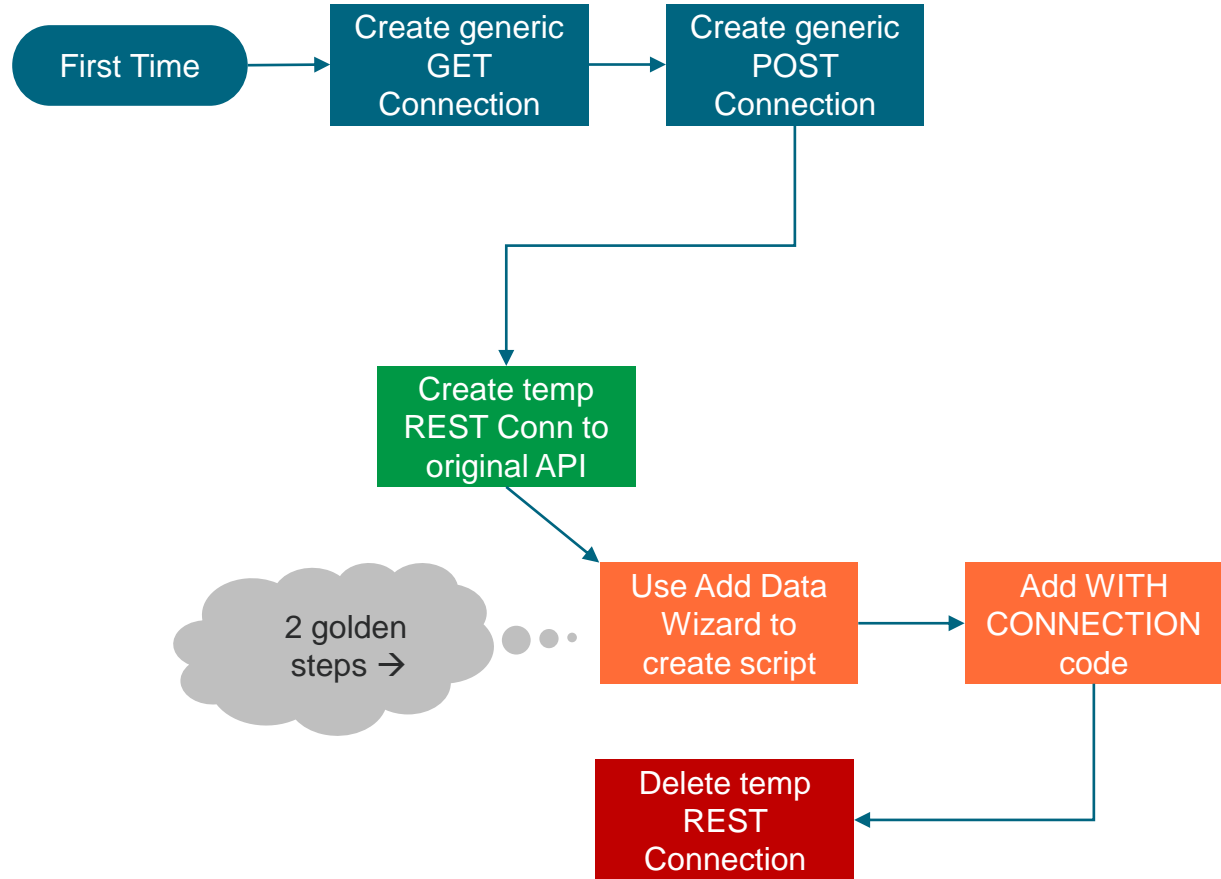 First Time
Create generic
GET
Connection
Create generic
POST
Connection
Create temp
REST Conn to
original API
2 golden
steps →
Use Add Data
Wizard to
create script
Add WITH
CONNECTION
code
Delete temp
REST
Connection